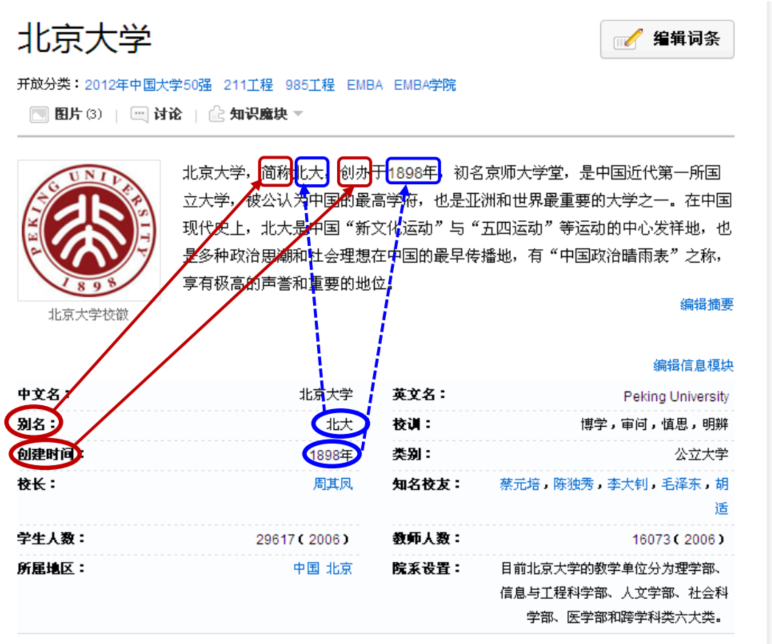 北京大学
编辑词条
开放分类：2012年中国大学50强 211工程 985工程 EMBA EMBA学院
图片(3) | 讨论 | 知识魔块
PEKING UNIVERSITY
1898
北京大学校徽
北京大学，简称北大，创办于1898年，初名京师大学堂，是中国近代第一所国
立大学，被公认为中国的最高学府，也是亚洲和世界最重要的大学之一。在中国
现代史上，北大是中国“新文化运动”与“五四运动”等运动的中心发祥地，也
是多种政治思潮和社会理想在中国的最早传播地，有“中国政治晴雨表”之称，
享有极高的声誉和重要的地位。
编辑摘要
编辑信息模块
中文名： 北京大学 英文名： Peking University
别名： 北大 校训： 博学，审问，慎思，明辨
创建时间： 1898年 类别： 公立大学
校长： 周其凤 知名校友： 蔡元培，陈独秀，李大钊，毛泽东，胡
适
学生人数： 29617（2006） 教师人数： 16073（2006）
所属地区： 中国 北京 院系设置： 目前北京大学的教学单位分为理学部、
信息与工程科学部、人文学部、社会科
学部、医学部和跨学科类六大类。